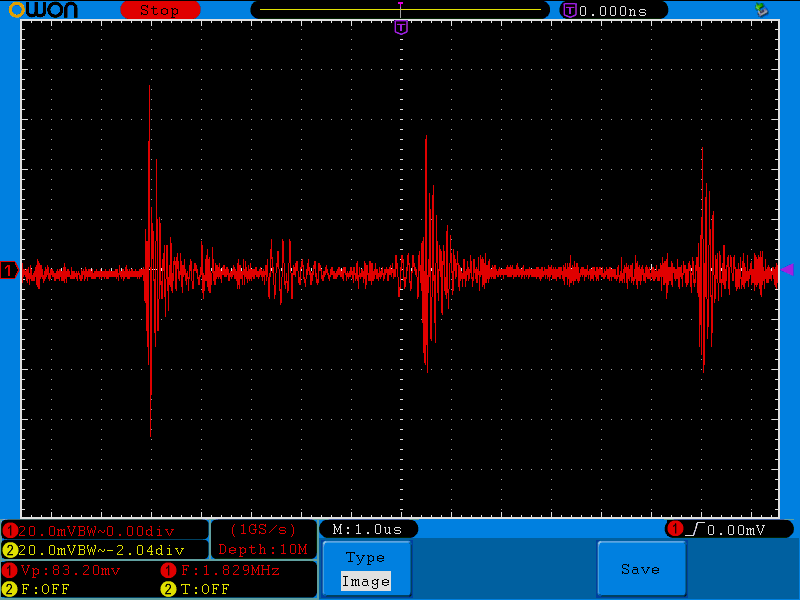 OWON Stop T 0.000ns
T
1
1 20.0mVBW~0.00div (1GS/s) M:1.0us 1 0.00mV
2 20.0mVBW~-2.04div Depth:10M
1 Vp:83.20mv 1 F:1.829MHz Type Save
2 F:OFF 2 T:OFF Image